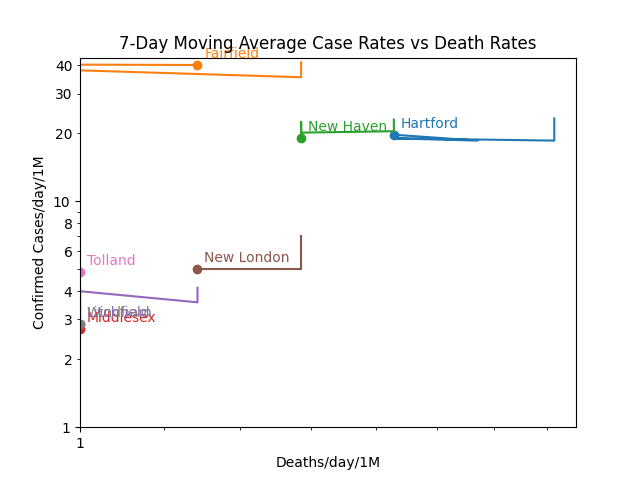 7-Day Moving Average Case Rates vs Death Rates
Fairfield
40
30
New Haven
Hartford
20
10
8
Confirmed Cases/day/1M
6
New London
Tolland
4
3
Middlesex
2
1
1
Deaths/day/1M